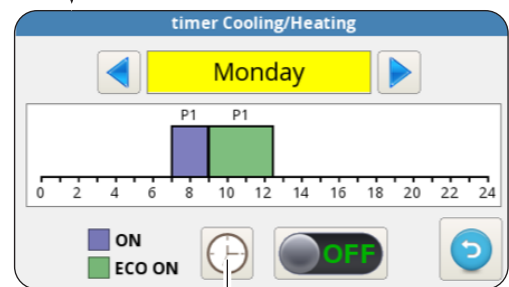 timer Cooling/Heating
Monday
P1 P1
0 2 4 6 8 10 12 14 16 18 20 22 24
ON
ECO ON
OFF